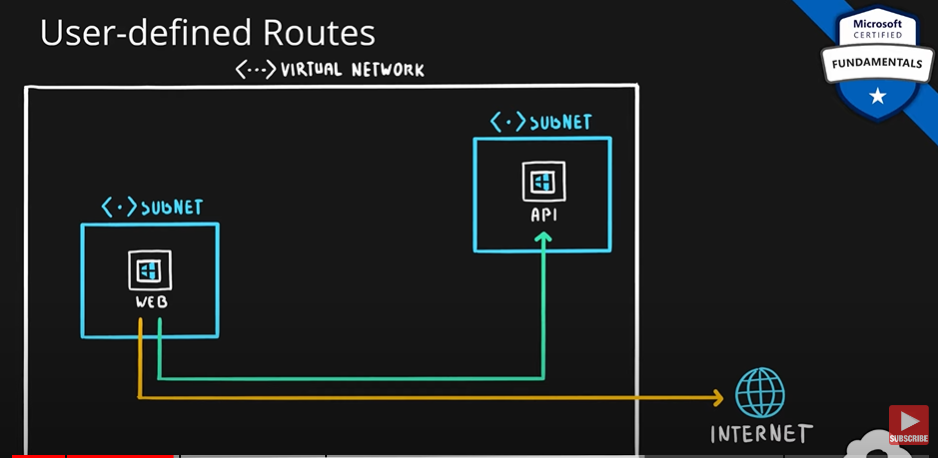 User-defined Routes
Microsoft
CERTIFIED
FUNDAMENTALS
<···> VIRTUAL NETWORK
<·> SUBNET
API
<·> SUBNET
WEB
INTERNET
SUBSCRIBE